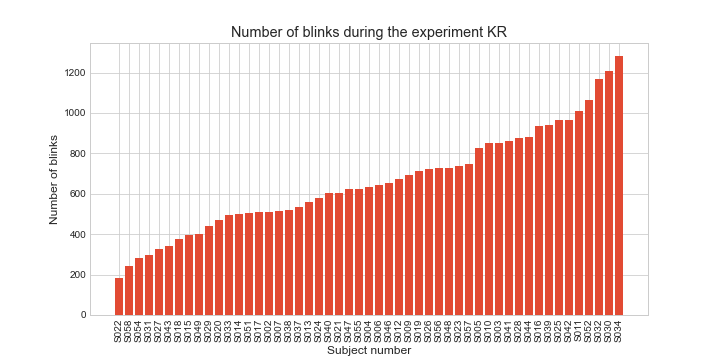 Number of blinks during the experiment KR
Number of blinks
1200
1000
800
600
400
200
0
S022 S058 S054 S031 S027 S043 S018 S015 S049 S029 S020 S033 S014 S051 S017 S002 S007 S038 S037 S013 S024 S040 S021 S047 S055 S004 S006 S046 S012 S009 S019 S026 S056 S048 S023 S057 S005 S010 S003 S041 S028 S044 S016 S039 S025 S042 S011 S052 S032 S030 S034
Subject number